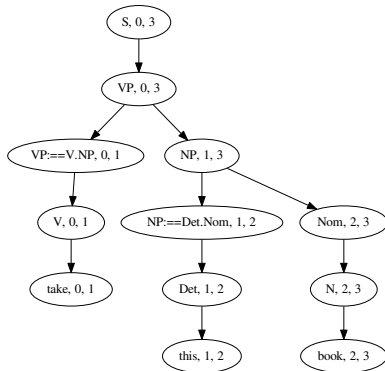 S, 0, 3
VP, 0, 3
VP:==V.NP, 0, 1
NP, 1, 3
V, 0, 1
NP:==Det.Nom, 1, 2
Nom, 2, 3
take, 0, 1
Det, 1, 2
N, 2, 3
this, 1, 2
book, 2, 3